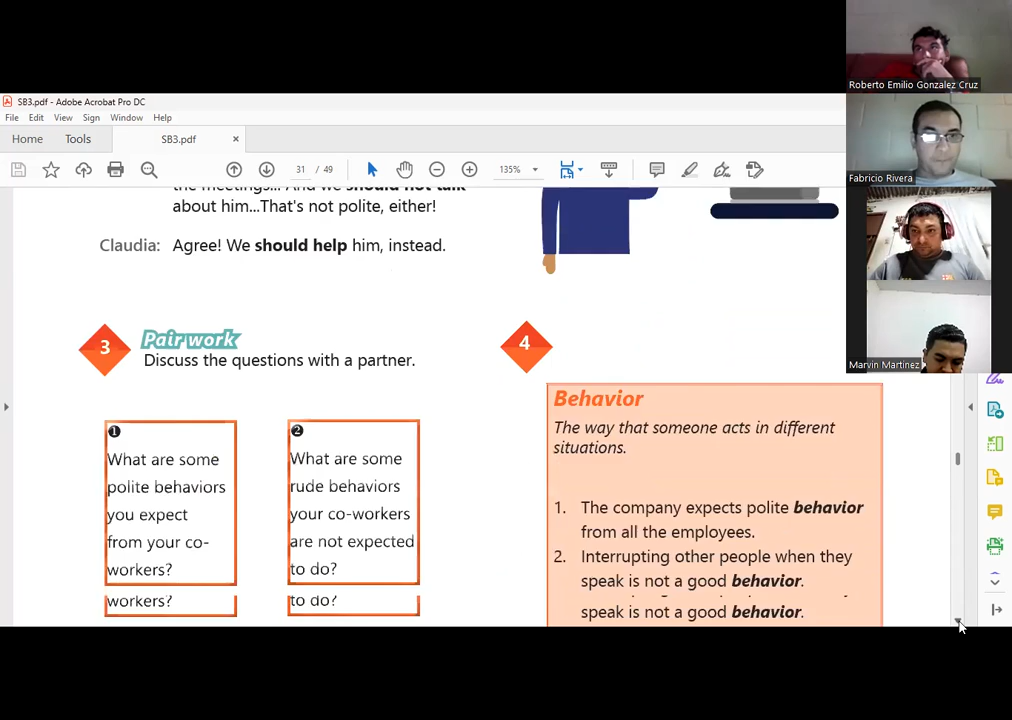 SB3.pdf - Adobe Acrobat Pro DC
File Edit View Sign Window Help
Home Tools SB3.pdf ×
31 / 49 135%
the meetings... And we should not talk
about him...That's not polite, either!
Claudia: Agree! We should help him, instead.
3 Pair work
Discuss the questions with a partner.
1
What are some
polite behaviors
you expect
from your co-
workers?
workers?
2
What are some
rude behaviors
your co-workers
are not expected
to do?
to do?
4
Behavior
The way that someone acts in different
situations.
1. The company expects polite behavior
from all the employees.
2. Interrupting other people when they
speak is not a good behavior.
speak is not a good behavior.
Roberto Emilio Gonzalez Cruz
Fabricio Rivera
Marvin Martinez